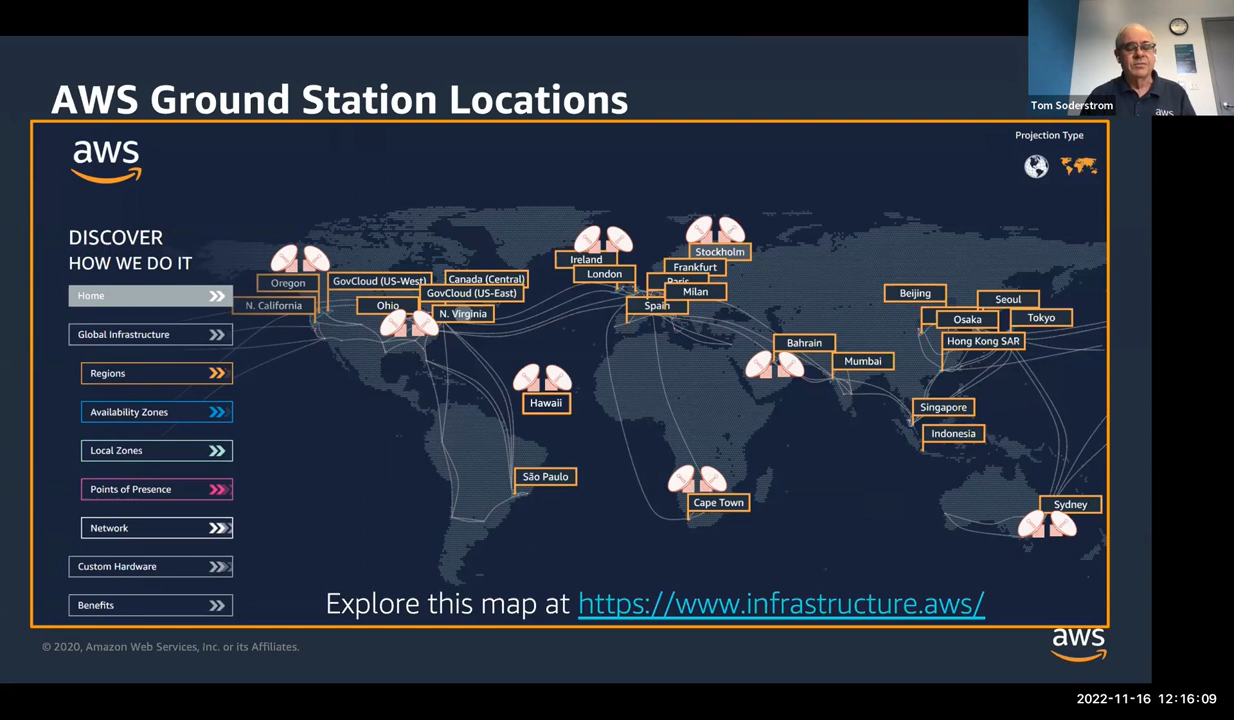 Tom Soderstrom
aws
AWS Ground Station Locations
aws
Projection Type
DISCOVER
HOW WE DO IT
Home
Global Infrastructure
Regions
Availability Zones
Local Zones
Points of Presence
Network
Custom Hardware
Benefits
Oregon
N. California
GovCloud (US-West)
Canada (Central)
GovCloud (US-East)
Ohio
N. Virginia
Ireland
London
Stockholm
Frankfurt
Paris
Milan
Spain
Beijing
Seoul
Osaka
Tokyo
Hong Kong SAR
Bahrain
Mumbai
Hawaii
Singapore
Indonesia
São Paulo
Cape Town
Sydney
Explore this map at https://www.infrastructure.aws/
© 2020, Amazon Web Services, Inc. or its Affiliates.
aws
2022-11-16 12:16:09